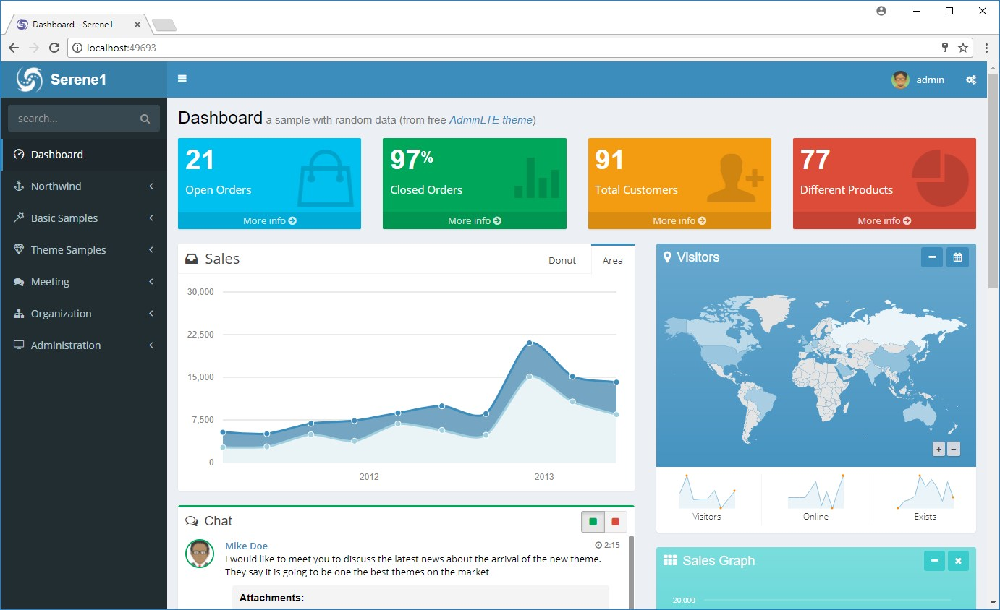 Dashboard - Serene1
localhost:49693
Serene1
admin
search...
Dashboard
Northwind
Basic Samples
Theme Samples
Meeting
Organization
Administration
Dashboard a sample with random data (from free AdminLTE theme)
21
Open Orders
More info
97%
Closed Orders
More info
91
Total Customers
More info
77
Different Products
More info
Sales
Donut
Area
30,000
22,500
15,000
7,500
0
2012
2013
Visitors
+
−
Visitors
Online
Exists
Chat
Mike Doe
2:15
I would like to meet you to discuss the latest news about the arrival of the new theme.
They say it is going to be one the best themes on the market
Attachments:
Sales Graph
20,000